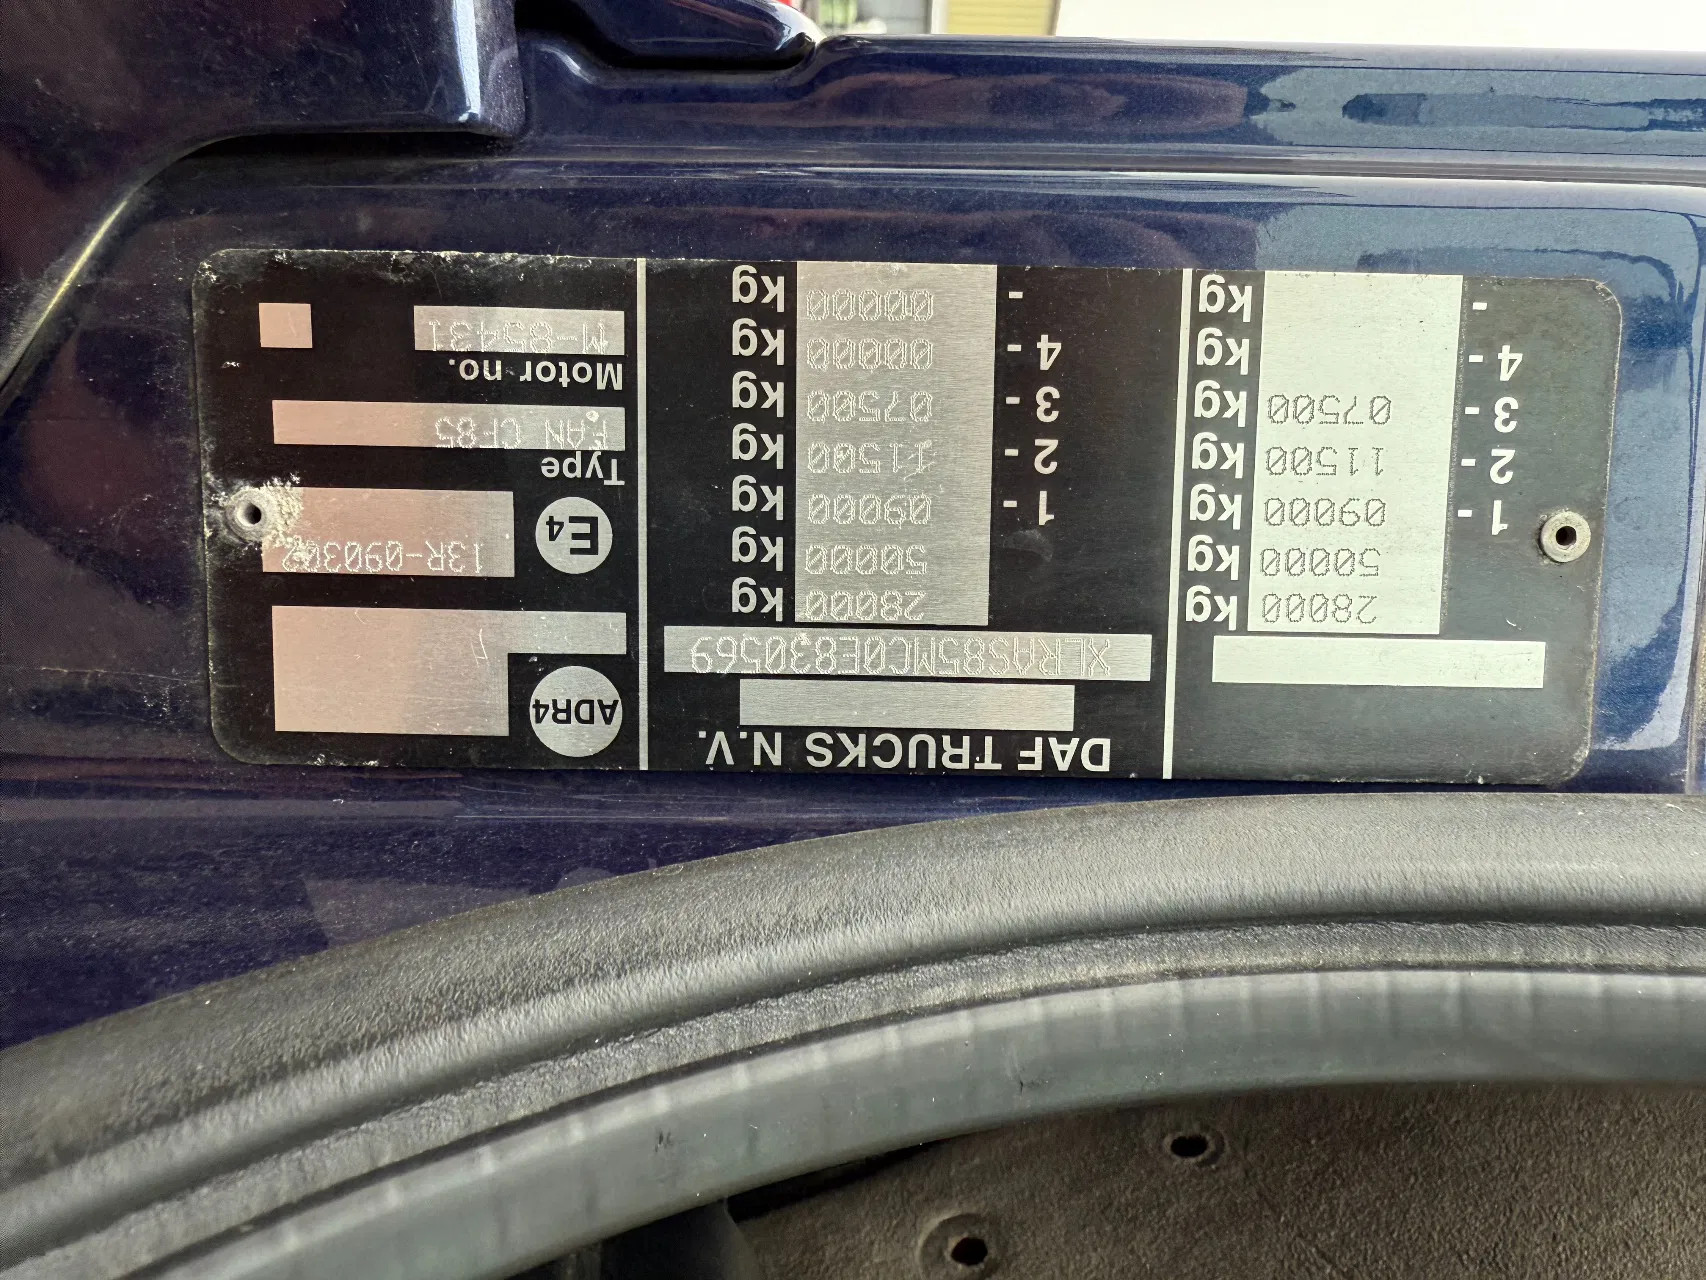 28000 kg
50000 kg
1 - 09000 kg
2 - 11500 kg
3 - 07500 kg
4 - kg
- kg
DAF TRUCKS N.V.
XLRAS85MC0E830569
28000 kg
50000 kg
1 - 09000 kg
2 - 11500 kg
3 - 07500 kg
4 - 00000 kg
- 00000 kg
ADR4
A
E4 13R-090302
Type
FAN CF85
Motor no.
M-85431